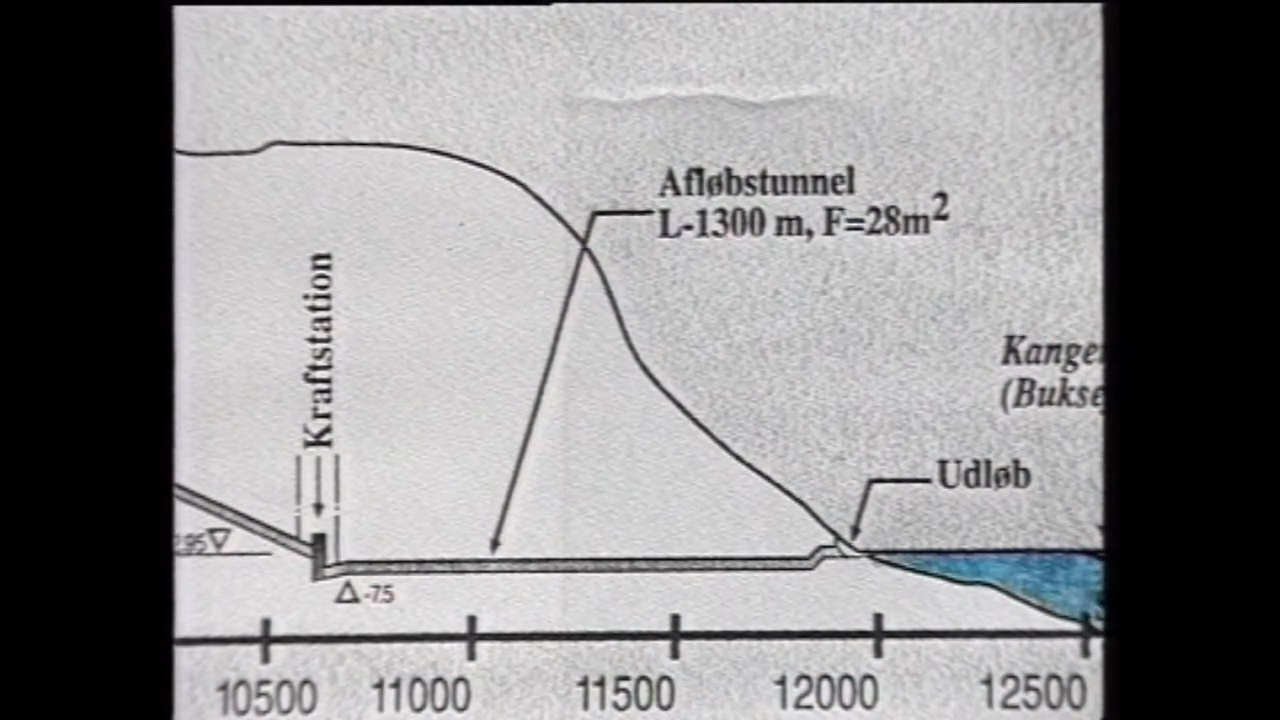 Afløbstunnel
L-1300 m, F=28m²
Kraftstation
Udløb
-7.5
10500 11000 11500 12000 12500